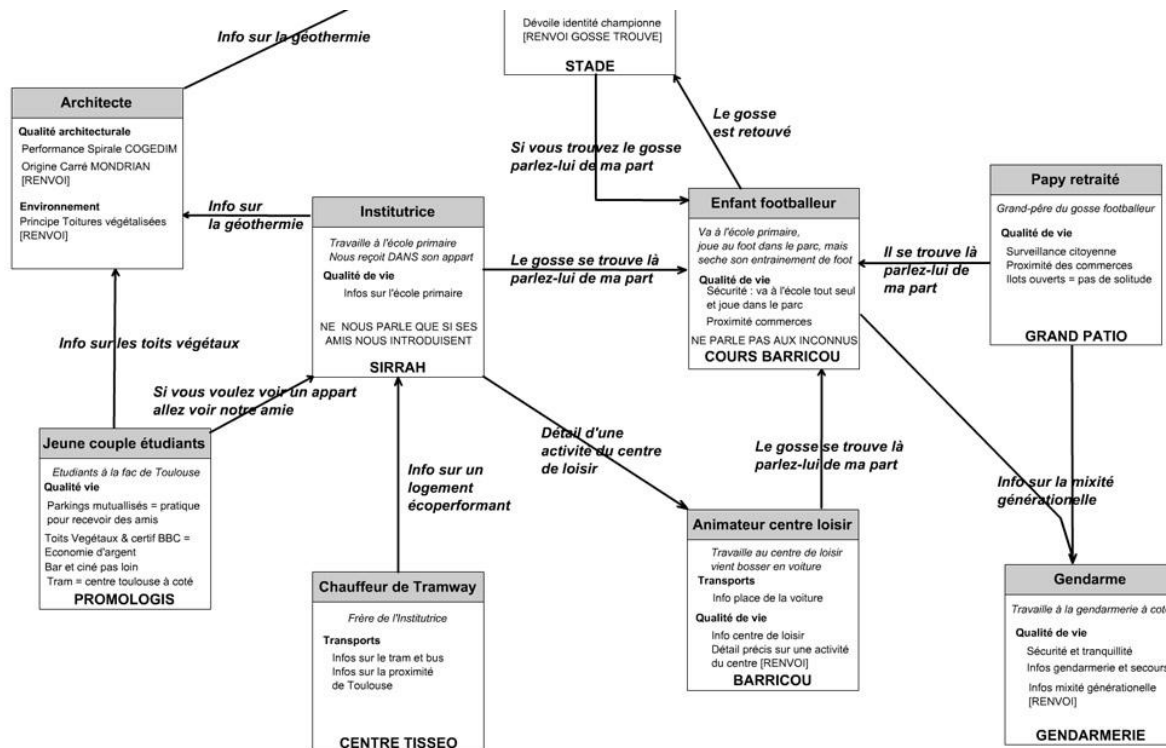 Info sur la géothermie
Dévoile identité championne
[RENVOI GOSSE TROUVE]
STADE
Architecte
Qualité architecturale
Performance Spirale COGEDIM
Origine Carré MONDRIAN
[RENVOI]
Environnement
Principe Toitures végétalisées
[RENVOI]
Le gosse
est retouvé
Si vous trouvez le gosse
parlez-lui de ma part
Info sur
la géothermie
Institutrice
Travaille à l'école primaire
Nous reçoit DANS son appart
Qualité de vie
Infos sur l'école primaire
NE NOUS PARLE QUE SI SES
AMIS NOUS INTRODUISENT
SIRRAH
Le gosse se trouve là
parlez-lui de ma part
Enfant footballeur
Va à l'école primaire,
joue au foot dans le parc, mais
seche son entrainement de foot
Qualité de vie
Sécurité : va à l'école tout seul
et joue dans le parc
Proximité commerces
NE PARLE PAS AUX INCONNUS
COURS BARRICOU
Il se trouve là
parlez-lui de
ma part
Papy retraité
Grand-père du gosse footballeur
Qualité de vie
Surveillance citoyenne
Proximité des commerces
Ilots ouverts = pas de solitude
GRAND PATIO
Info sur les toits végétaux
Si vous voulez voir un appart
allez voir notre amie
Jeune couple étudiants
Etudiants à la fac de Toulouse
Qualité vie
Parkings mutuallisés = pratique
pour recevoir des amis
Toits Vegétaux & certif BBC =
Economie d'argent
Bar et ciné pas loin
Tram = centre toulouse à coté
PROMOLOGIS
Info sur un
logement
écoperformant
Détail d'une
activite du centre
de loisir
Le gosse se trouve là
parlez-lui de ma part
Info sur la mixité
générationelle
Chauffeur de Tramway
Frère de l'Institutrice
Transports
Infos sur le tram et bus
Infos sur la proximité
de Toulouse
CENTRE TISSEO
Animateur centre loisir
Travaille au centre de loisir
vient bosser en voiture
Transports
Info place de la voiture
Qualité de vie
Info centre de loisir
Détail précis sur une activité
du centre [RENVOI]
BARRICOU
Gendarme
Travaille à la gendarmerie à coté
Qualité de vie
Sécurité et tranquillité
Infos gendarmerie et secours
Infos mixité générationelle
[RENVOI]
GENDARMERIE